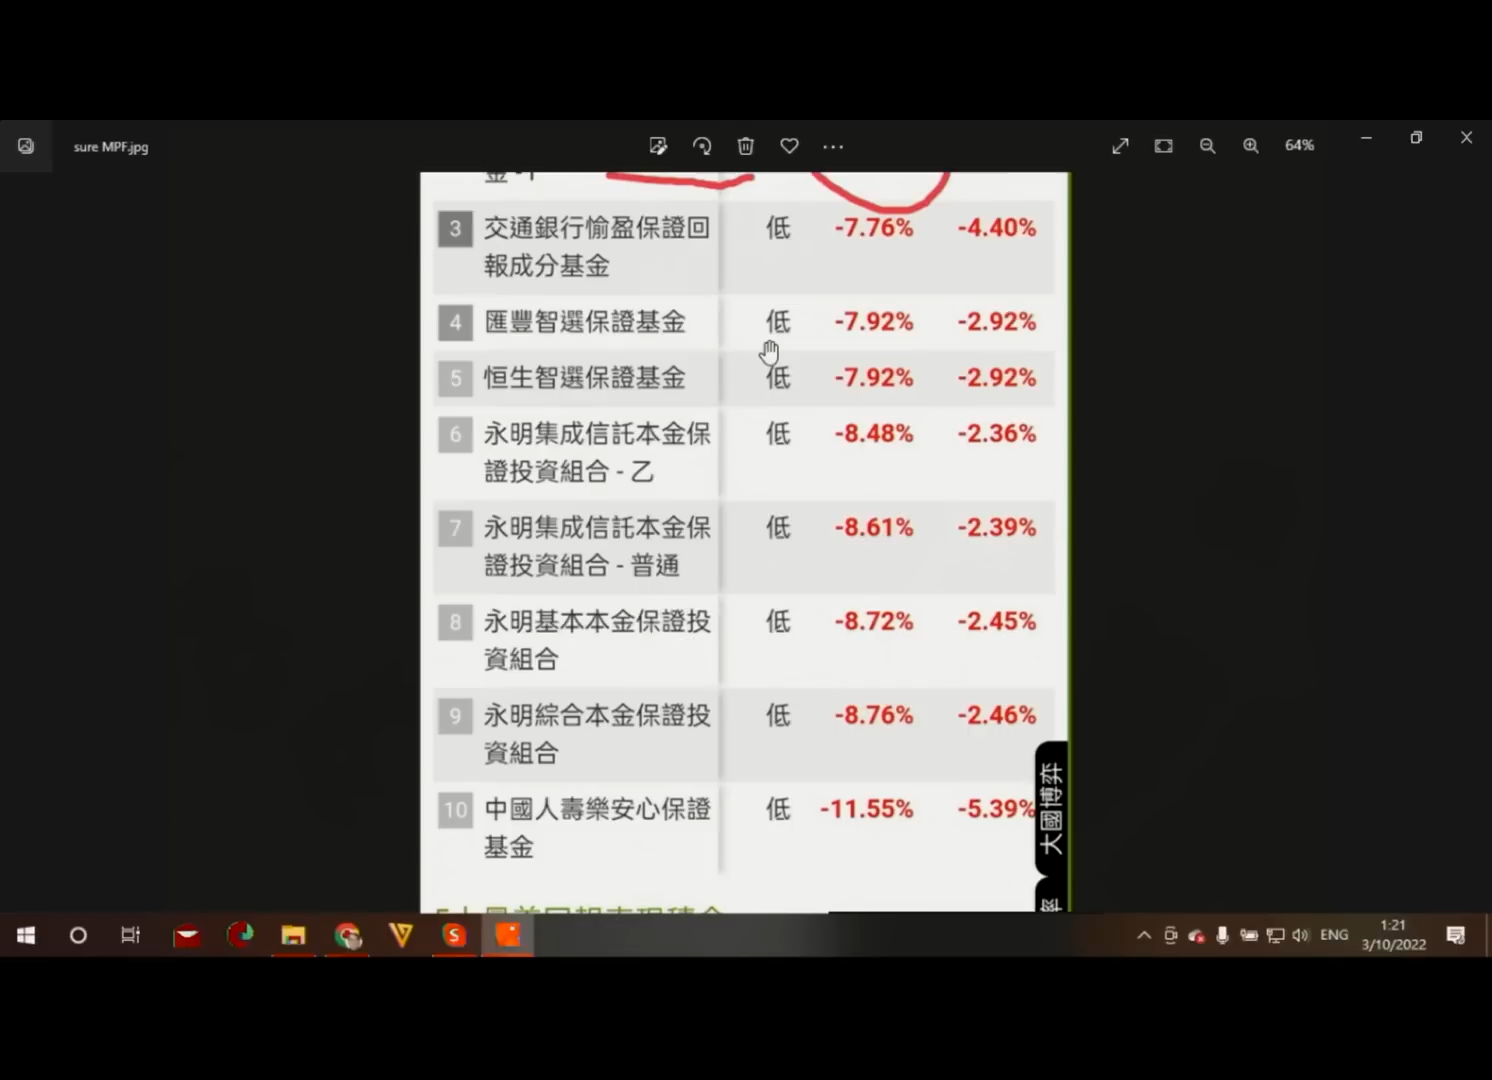 sure MPF.jpg
64%
3 交通銀行愉盈保證回 低 -7.76% -4.40%
報成分基金
4 匯豐智選保證基金 低 -7.92% -2.92%
5 恒生智選保證基金 低 -7.92% -2.92%
6 永明集成信託本金保 低 -8.48% -2.36%
證投資組合 - 乙
7 永明集成信託本金保 低 -8.61% -2.39%
證投資組合 - 普通
8 永明基本本金保證投 低 -8.72% -2.45%
資組合
9 永明綜合本金保證投 低 -8.76% -2.46%
資組合
10 中國人壽樂安心保證 低 -11.55% -5.39%
基金
大國博弈
ENG
1:21
3/10/2022